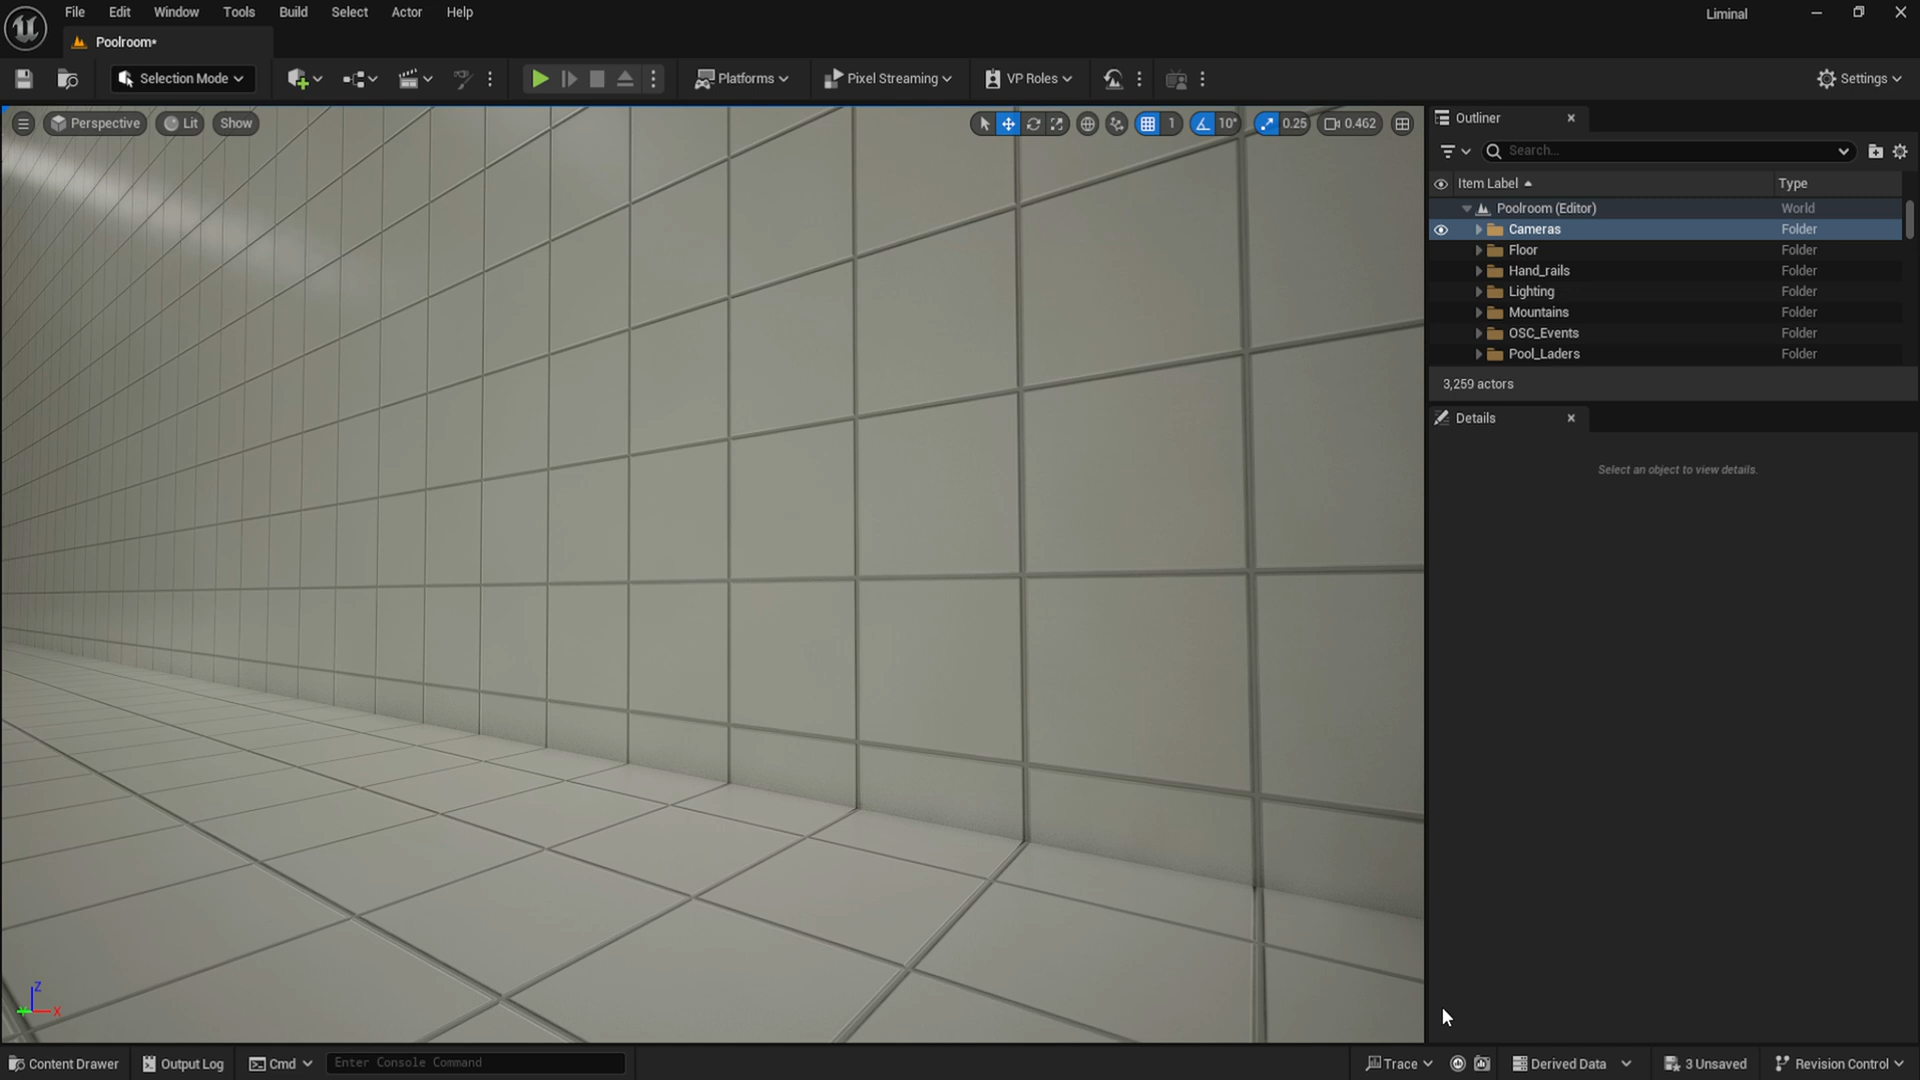 File Edit Window Tools Build Select Actor Help
Liminal
Poolroom*
Selection Mode
Platforms
Pixel Streaming
VP Roles
Settings
Perspective
Lit
Show
1
10°
0.25
0.462
Outliner
Search...
Item Label
Type
Poolroom (Editor) World
Cameras Folder
Floor Folder
Hand_rails Folder
Lighting Folder
Mountains Folder
OSC_Events Folder
Pool_Laders Folder
3,259 actors
Details
Select an object to view details.
Z
X
Content Drawer
Output Log
Cmd
Enter Console Command
Trace
Derived Data
3 Unsaved
Revision Control